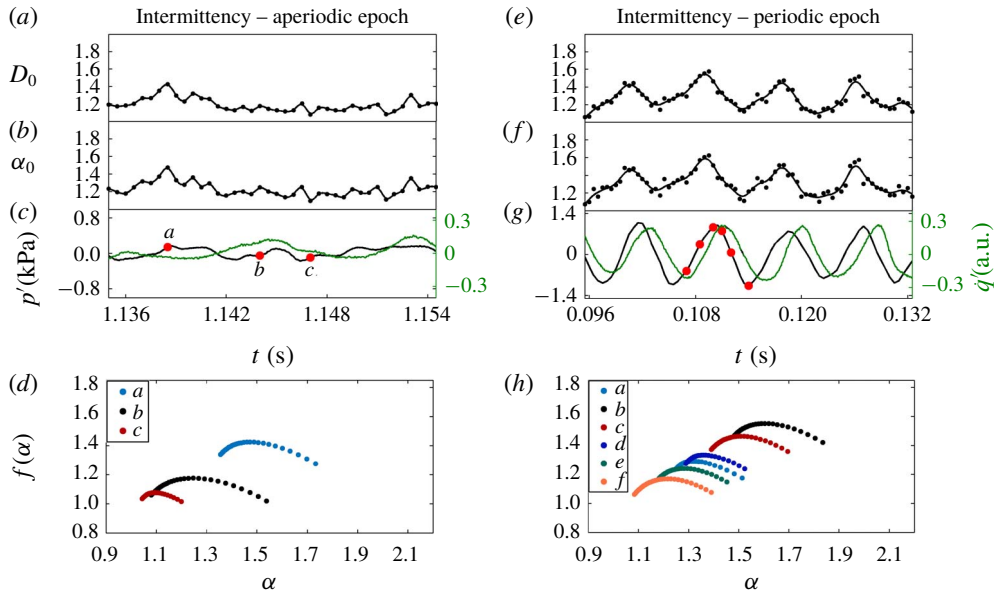 (a) Intermittency – aperiodic epoch
D0
1.8
1.6
1.4
1.2
(b)
α0
1.8
1.6
1.4
1.2
(c)
p′(kPa)
0.8
0.0
−0.8
a
b
c
0.3
0
−0.3
1.136 1.142 1.148 1.154
t (s)
(d)
f(α)
1.8
1.6
1.4
1.2
1.0
0.8
a
b
c
0.9 1.1 1.3 1.5 1.7 1.9 2.1
α
(e) Intermittency – periodic epoch
1.8
1.6
1.4
1.2
(f)
1.8
1.6
1.4
1.2
(g)
1.4
0
−1.4
0.3
0
−0.3
q̇′(a.u.)
0.096 0.108 0.120 0.132
t (s)
(h)
1.8
1.6
1.4
1.2
1.0
0.8
a
b
c
d
e
f
0.9 1.1 1.3 1.5 1.7 1.9 2.1
α